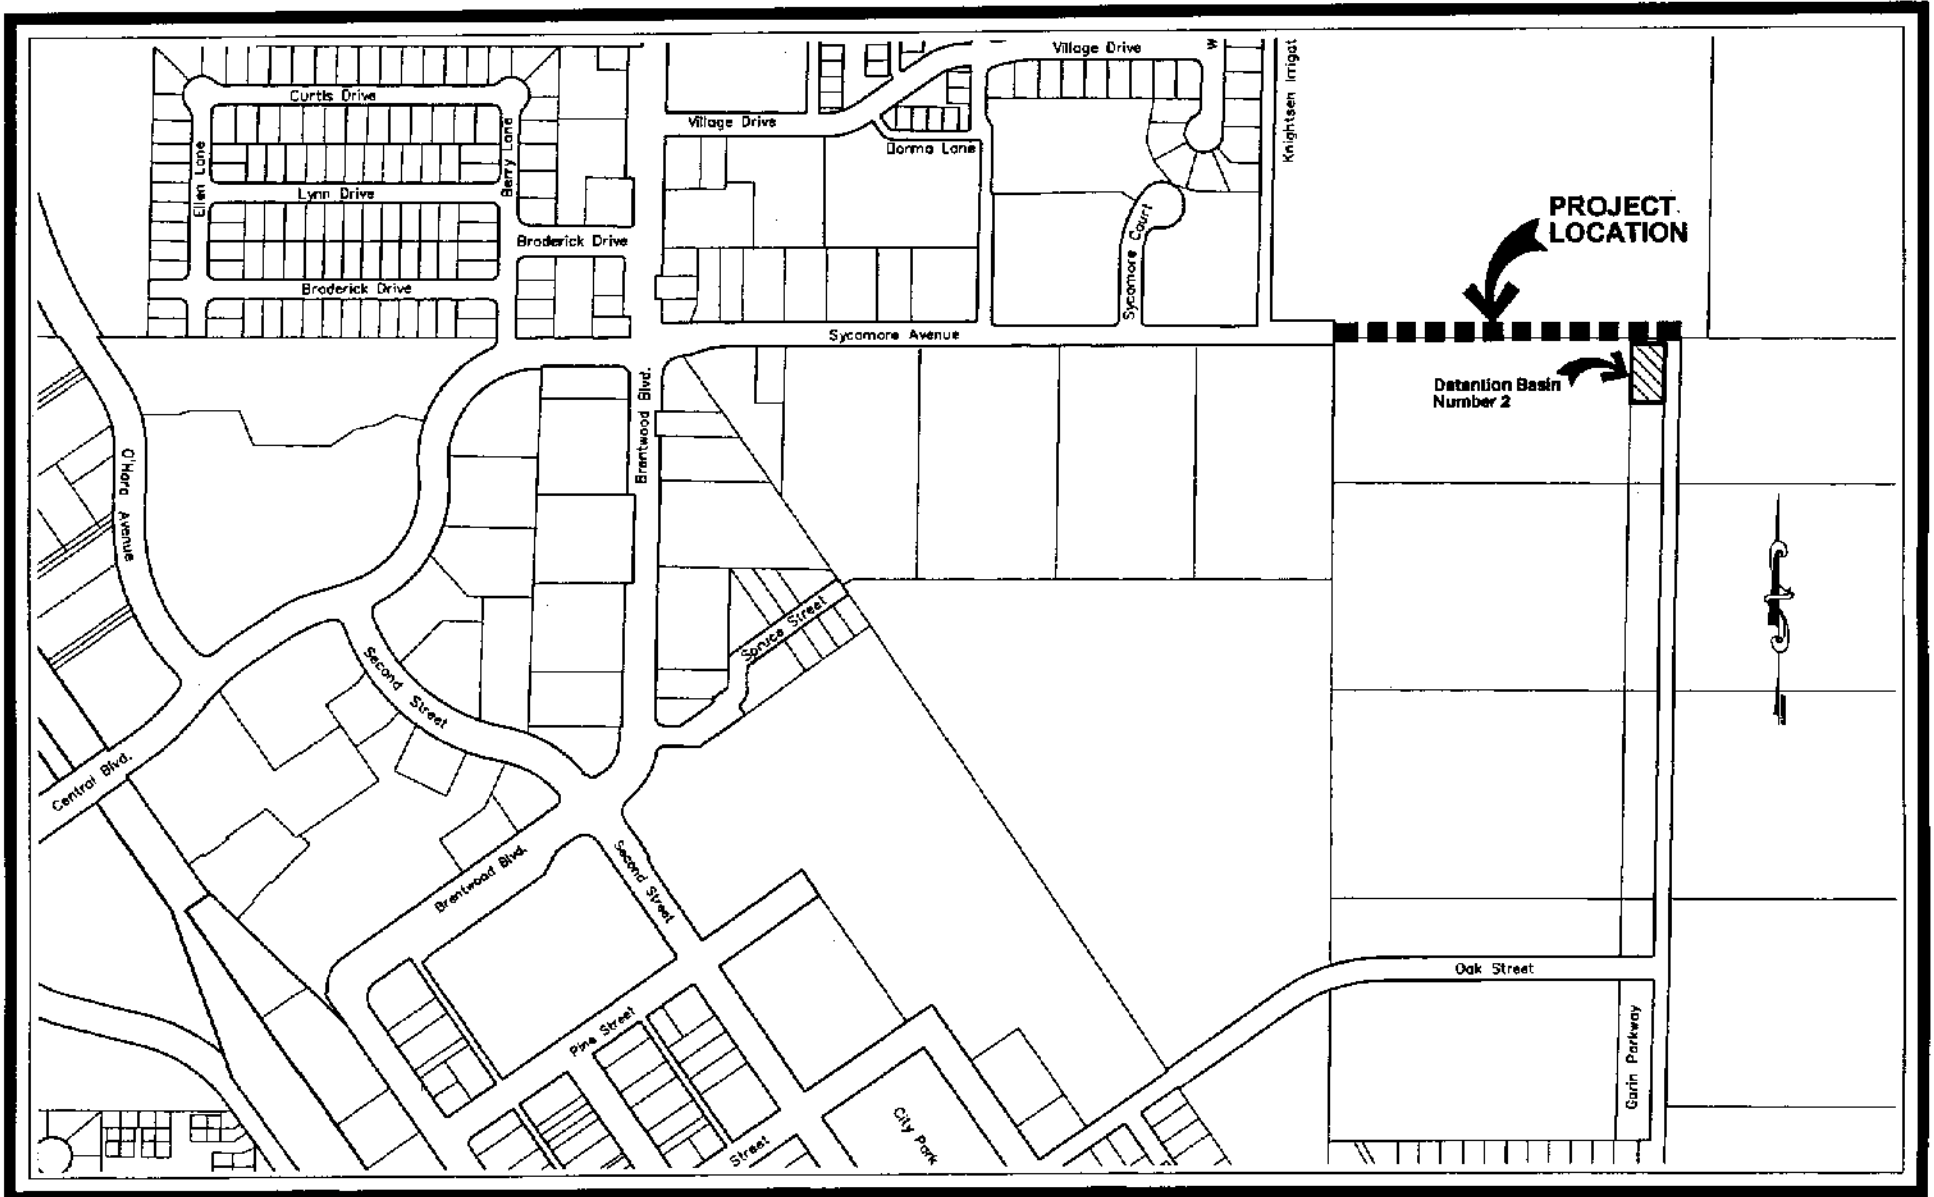 Village Drive
W
Knightsen Irrigat
Curtis Drive
Village Drive
Dorma Lane
Ellen Lane
Berry Lane
Lynn Drive
PROJECT
LOCATION
Sycamore Court
Broderick Drive
Broderick Drive
Sycamore Avenue
Detention Basin
Number 2
Brentwood Blvd.
O'Hara Avenue
Spruce Street
Second Street
Central Blvd.
Brentwood Blvd.
Second Street
Oak Street
Pine Street
Garin Parkway
City Park
Street